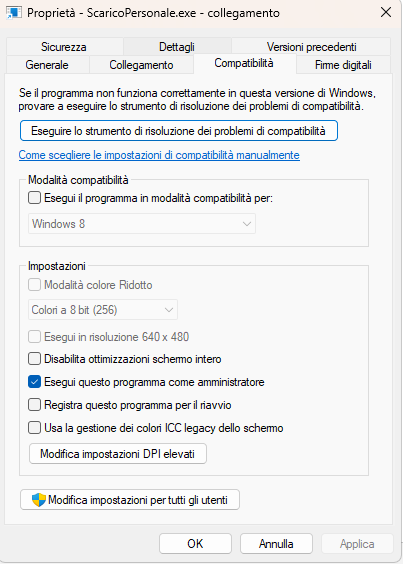 Proprietà - ScaricoPersonale.exe - collegamento
Sicurezza
Dettagli
Versioni precedenti
Generale
Collegamento
Compatibilità
Firme digitali
Se il programma non funziona correttamente in questa versione di Windows,
provare a eseguire lo strumento di risoluzione dei problemi di compatibilità.
Eseguire lo strumento di risoluzione dei problemi di compatibilità
Come scegliere le impostazioni di compatibilità manualmente
Modalità compatibilità
Esegui il programma in modalità compatibilità per:
Windows 8
Impostazioni
Modalità colore Ridotto
Colori a 8 bit (256)
Esegui in risoluzione 640 x 480
Disabilita ottimizzazioni schermo intero
Esegui questo programma come amministratore
Registra questo programma per il riavvio
Usa la gestione dei colori ICC legacy dello schermo
Modifica impostazioni DPI elevati
Modifica impostazioni per tutti gli utenti
OK
Annulla
Applica